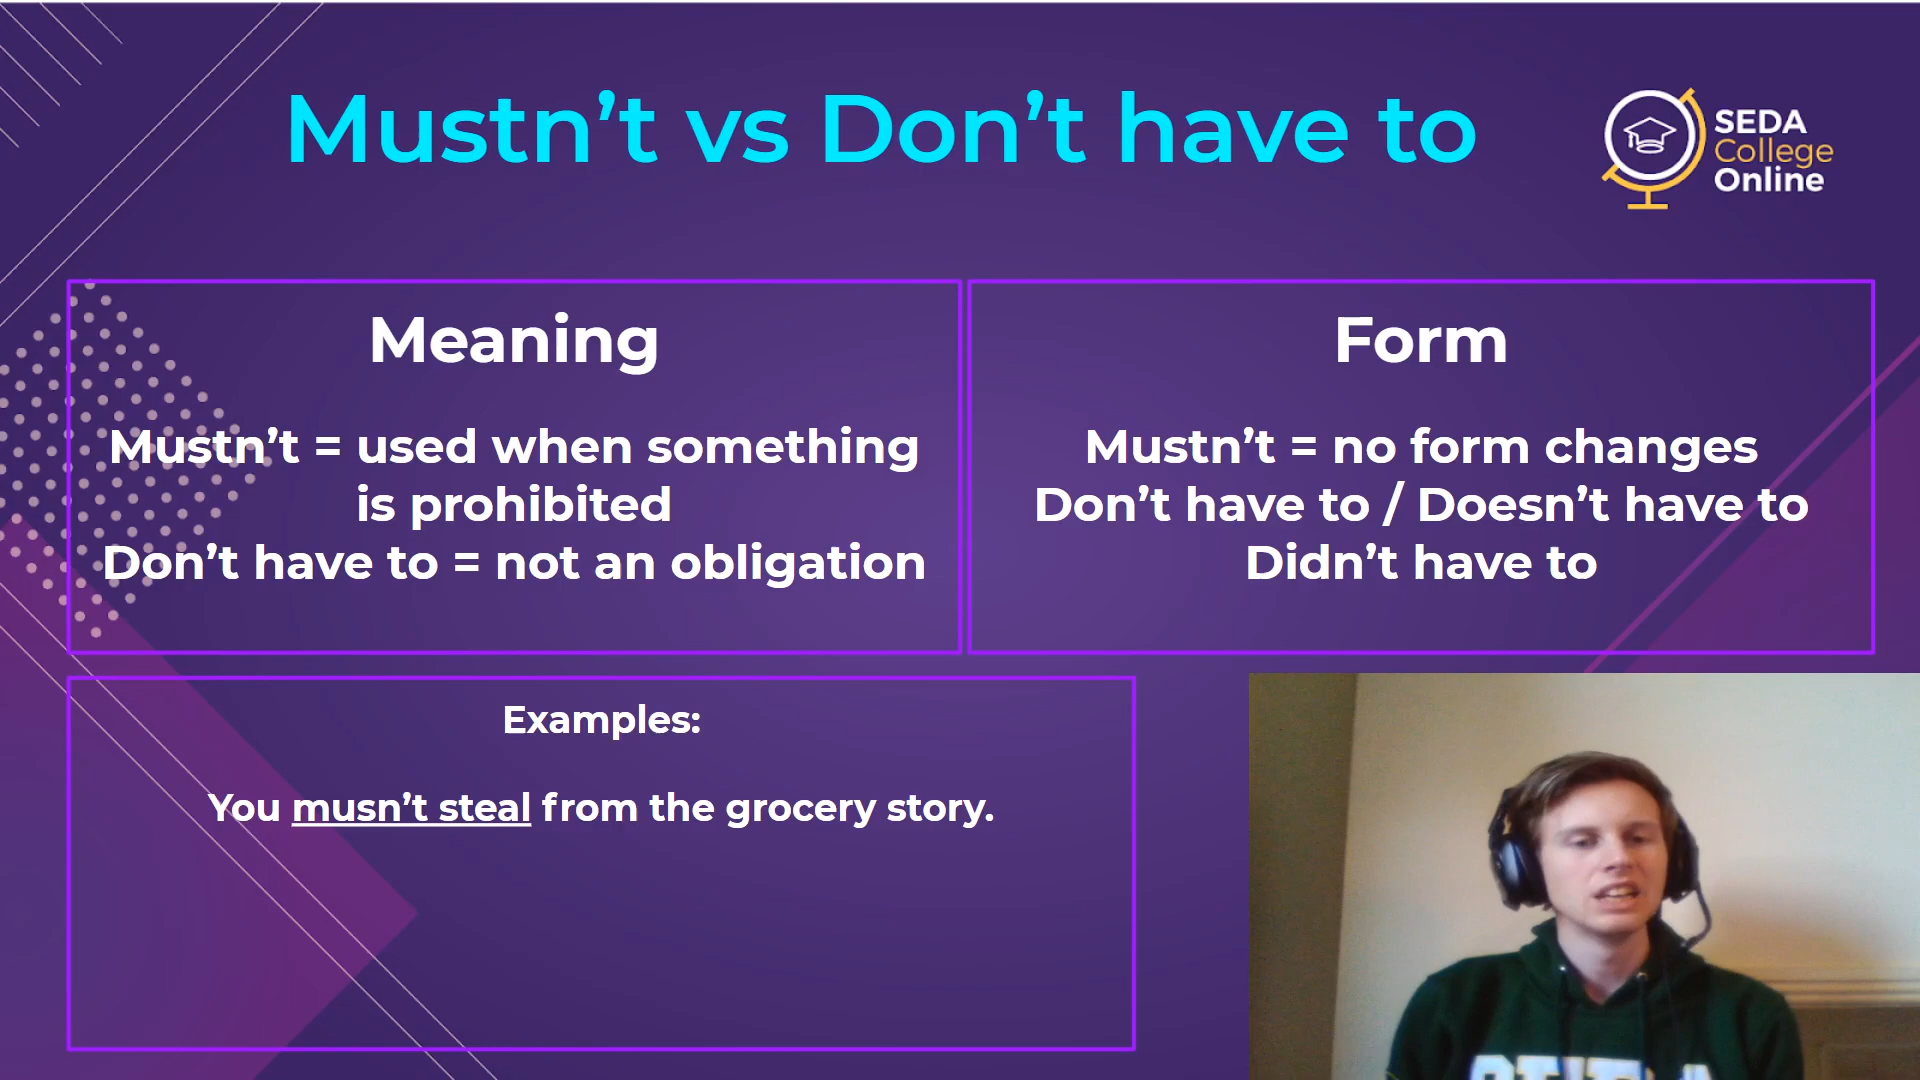 Mustn’t vs Don’t have to
SEDA
College
Online
Meaning
Mustn’t = used when something
is prohibited
Don’t have to = not an obligation
Form
Mustn’t = no form changes
Don’t have to / Doesn’t have to
Didn’t have to
Examples:
You musn’t steal from the grocery story.